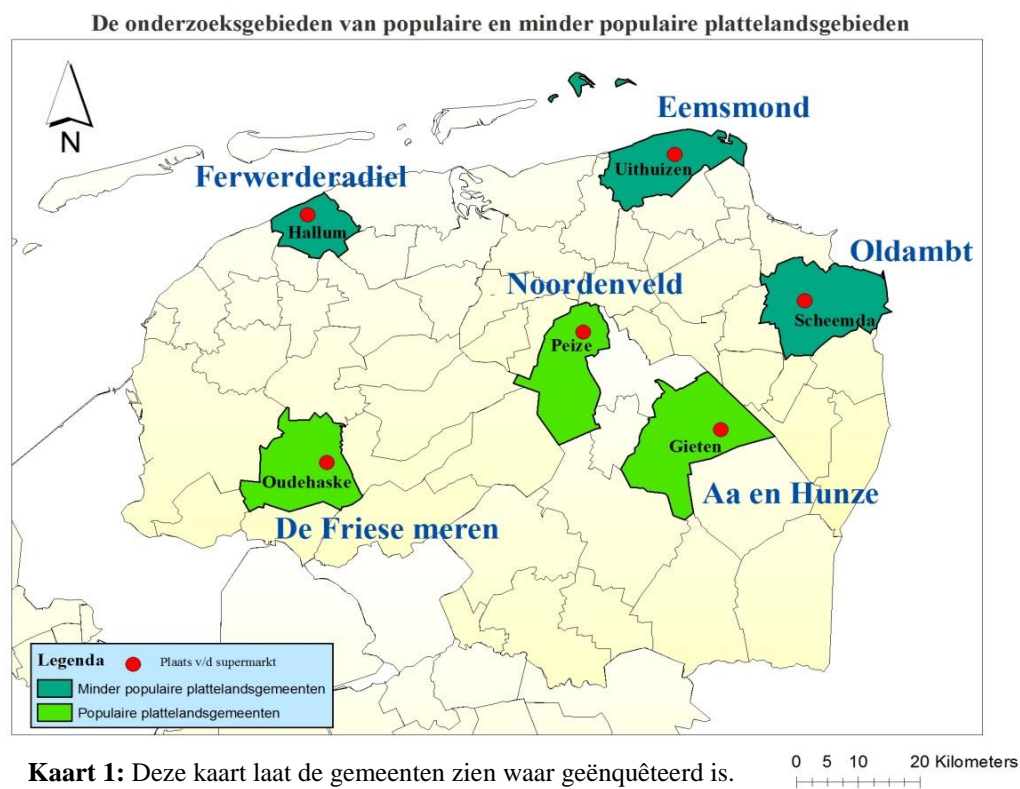 De onderzoeksgebieden van populaire en minder populaire plattelandsgebieden
N
Eemsmond
Uithuizen
Ferwerderadiel
Hallum
Oldambt
Scheemda
Noordenveld
Peize
Gieten
Aa en Hunze
Oudehaske
De Friese meren
Legenda
Plaats v/d supermarkt
Minder populaire plattelandsgemeenten
Populaire plattelandsgemeenten
Kaart 1: Deze kaart laat de gemeenten zien waar geënquêteerd is.
0 5 10 20 Kilometers